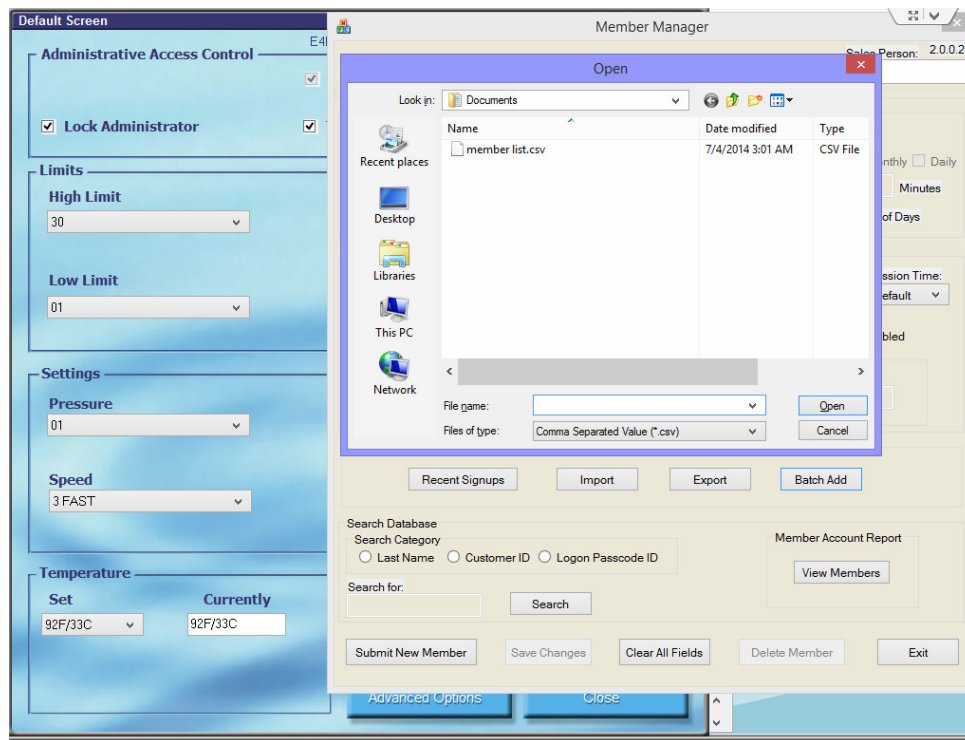 Default Screen
E4
Administrative Access Control
Lock Administrator
Limits
High Limit
30
Low Limit
01
Settings
Pressure
01
Speed
3 FAST
Temperature
Set
Currently
92F/33C
92F/33C
Advanced Options
Close
Member Manager
Sales Person:
2.0.0.2
Open
Look in:
Documents
Name
Date modified
Type
member list.csv
7/4/2014 3:01 AM
CSV File
Recent places
Desktop
Libraries
This PC
Network
File name:
Open
Files of type:
Comma Separated Value (*.csv)
Cancel
nthly
Daily
Minutes
of Days
ssion Time:
efault
bled
Recent Signups
Import
Export
Batch Add
Search Database
Search Category
Last Name
Customer ID
Logon Passcode ID
Member Account Report
View Members
Search for:
Search
Submit New Member
Save Changes
Clear All Fields
Delete Member
Exit